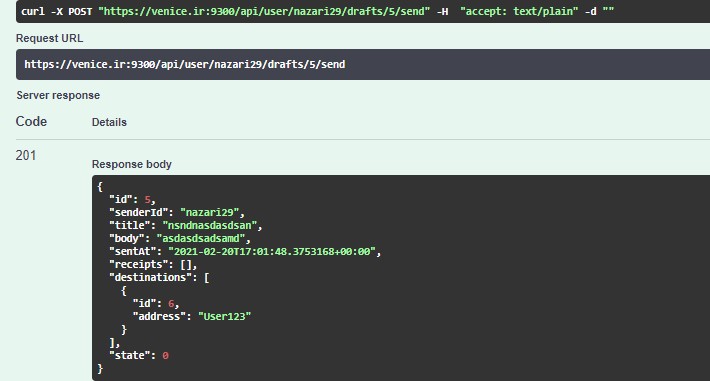 curl -X POST "https://venice.ir:9300/api/user/nazari29/drafts/5/send" -H  "accept: text/plain" -d ""
Request URL
https://venice.ir:9300/api/user/nazari29/drafts/5/send
Server response
Code Details
201
Response body
{
  "id": 5,
  "senderId": "nazari29",
  "title": "nsndnasdasdsan",
  "body": "asdasdsadsamd",
  "sentAt": "2021-02-20T17:01:48.3753168+00:00",
  "receipts": [],
  "destinations": [
    {
      "id": 6,
      "address": "User123"
    }
  ],
  "state": 0
}